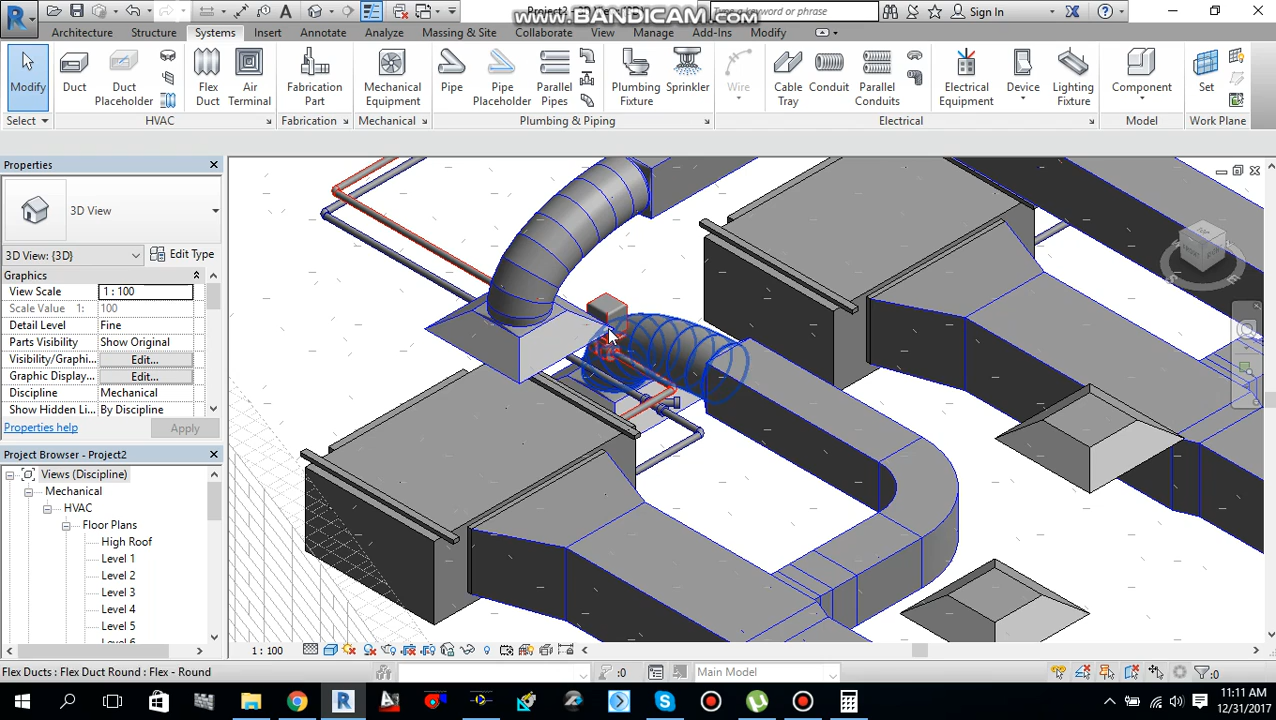 www.BANDICAM.com
Project2 -
Type a keyword or phrase
Sign In
Architecture Structure Systems Insert Annotate Analyze Massing & Site Collaborate View Manage Add-Ins Modify
Modify
Duct
Duct Placeholder
Flex Duct
Air Terminal
Fabrication Part
Mechanical Equipment
Pipe
Pipe Placeholder
Parallel Pipes
Plumbing Fixture
Sprinkler
Wire
Cable Tray
Conduit
Parallel Conduits
Electrical Equipment
Device
Lighting Fixture
Component
Set
Select HVAC Fabrication Mechanical Plumbing & Piping Electrical Model Work Plane
Properties
3D View
3D View: {3D} Edit Type
Graphics
View Scale 1 : 100
Scale Value 1: 100
Detail Level Fine
Parts Visibility Show Original
Visibility/Graphi... Edit...
Graphic Display... Edit...
Discipline Mechanical
Show Hidden Li... By Discipline
Properties help Apply
Project Browser - Project2
Views (Discipline)
Mechanical
HVAC
Floor Plans
High Roof
Level 1
Level 2
Level 3
Level 4
Level 5
Level 6
1 : 100
Flex Ducts : Flex Duct Round : Flex - Round
:0
Main Model
:0
11:11 AM
12/31/2017